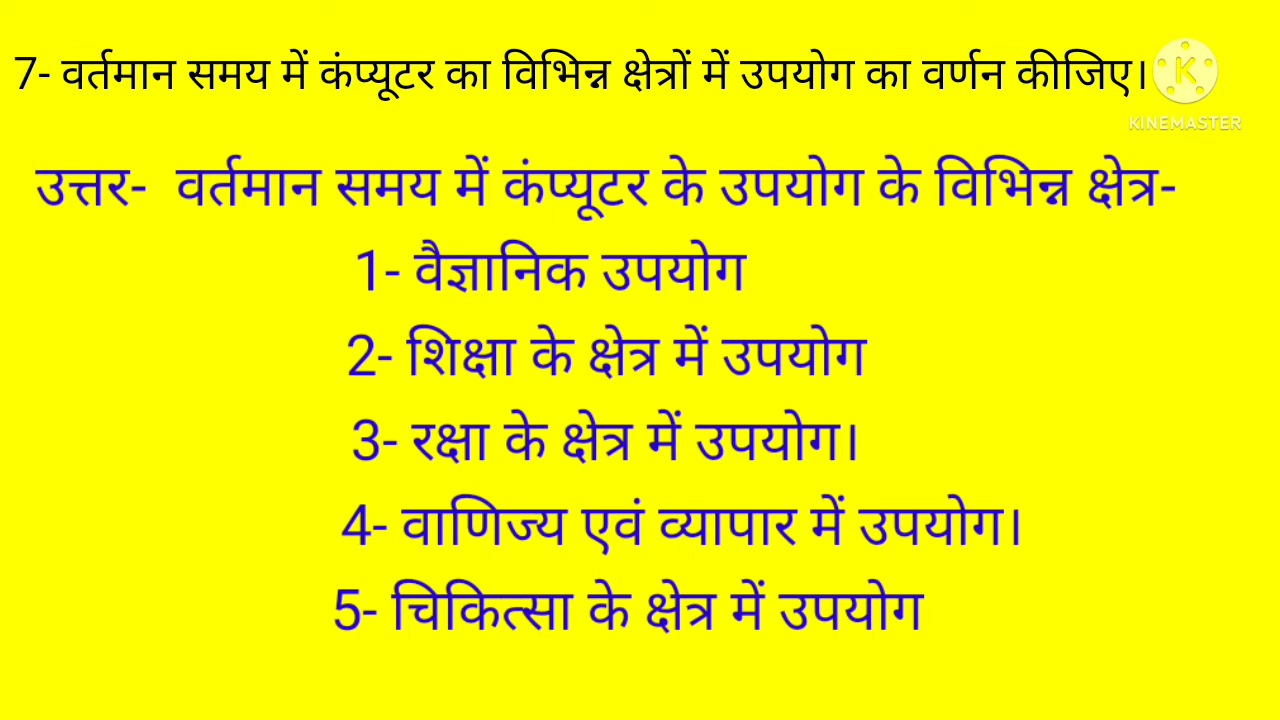 7- वर्तमान समय में कंप्यूटर का विभिन्न क्षेत्रों में उपयोग का वर्णन कीजिए।
KINEMASTER
उत्तर- वर्तमान समय में कंप्यूटर के उपयोग के विभिन्न क्षेत्र-
1- वैज्ञानिक उपयोग
2- शिक्षा के क्षेत्र में उपयोग
3- रक्षा के क्षेत्र में उपयोग।
4- वाणिज्य एवं व्यापार में उपयोग।
5- चिकित्सा के क्षेत्र में उपयोग